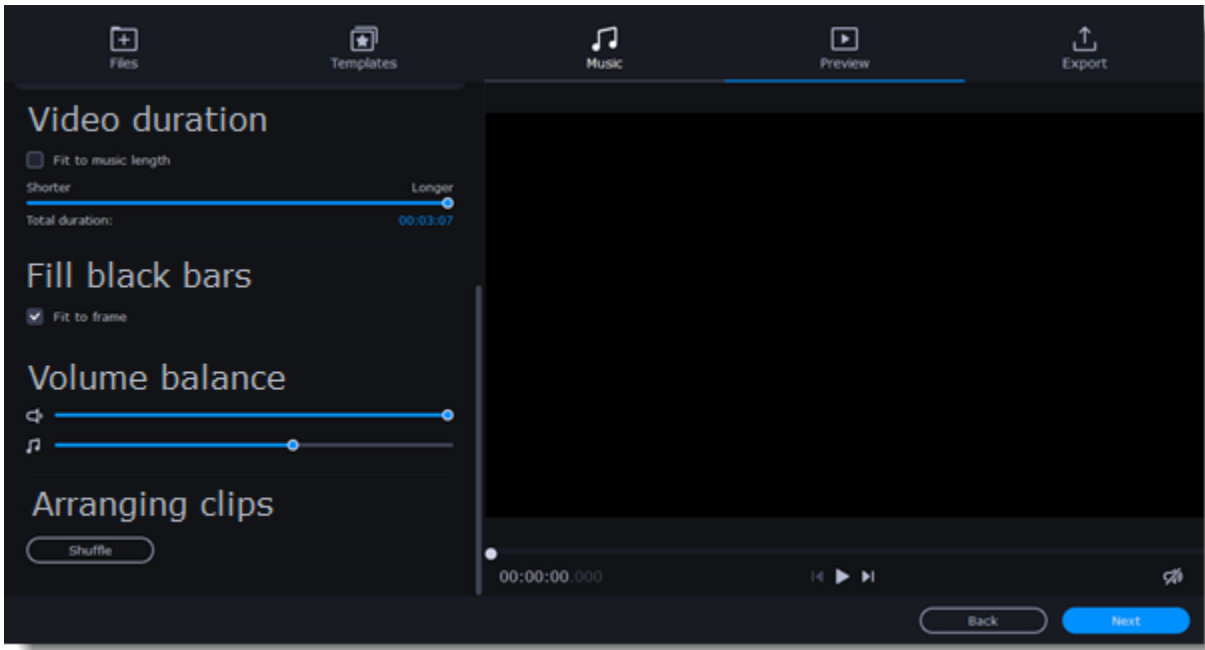 Files
Templates
Music
Preview
Export
Video duration
Fit to music length
Shorter
Longer
Total duration:
00:03:07
Fill black bars
Fit to frame
Volume balance
Arranging clips
Shuffle
00:00:00.000
Back
Next